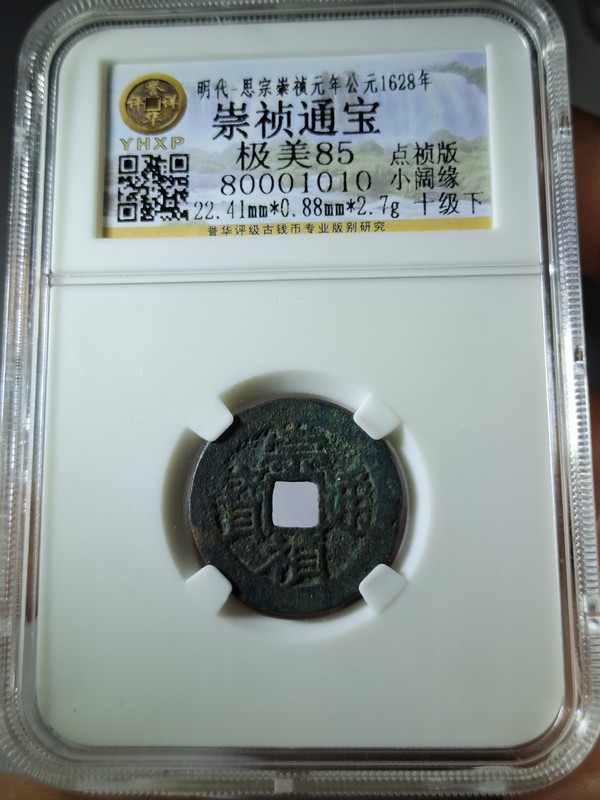 明代-思宗崇祯元年公元1628年
崇祯通宝
YHXP
极美85 点祯版
80001010 小阔缘
22.41mm*0.88mm*2.7g 十级下
誉华评级古钱币专业版别研究
崇禎通寶